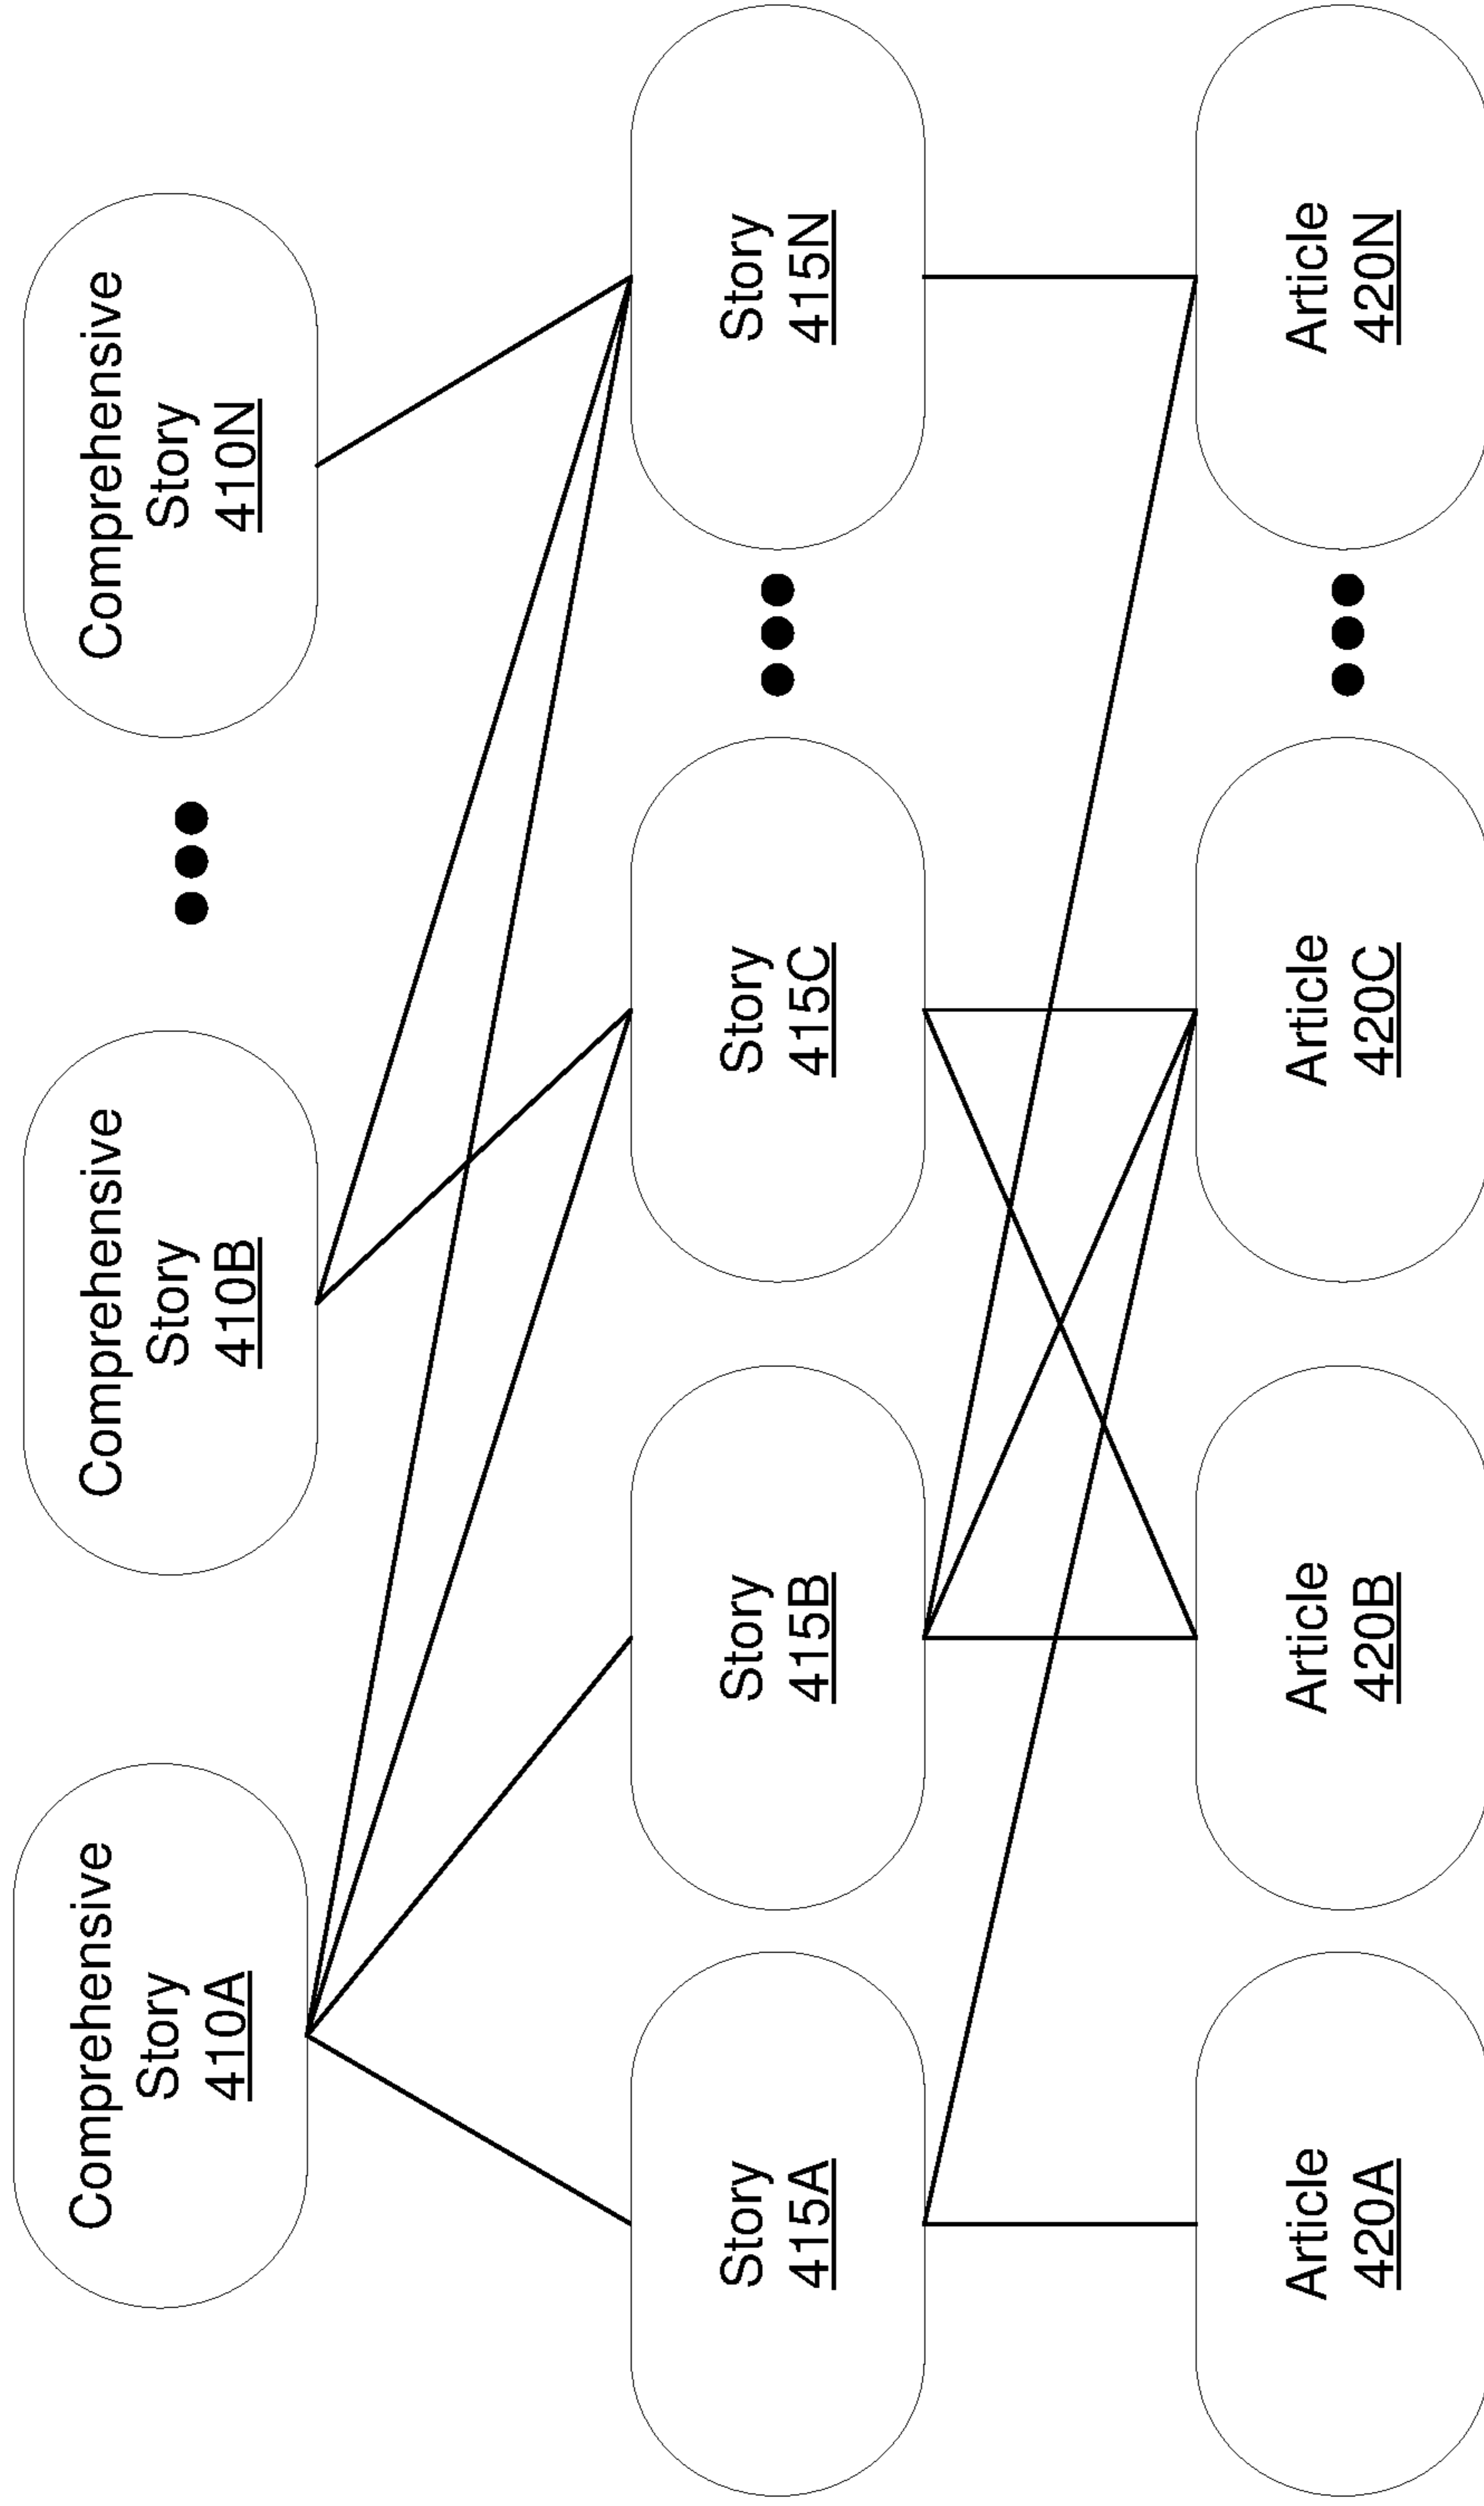 Comprehensive
Story
410A
Comprehensive
Story
410B
Comprehensive
Story
410N
Story
415A
Story
415B
Story
415C
Story
415N
Article
420A
Article
420B
Article
420C
Article
420N